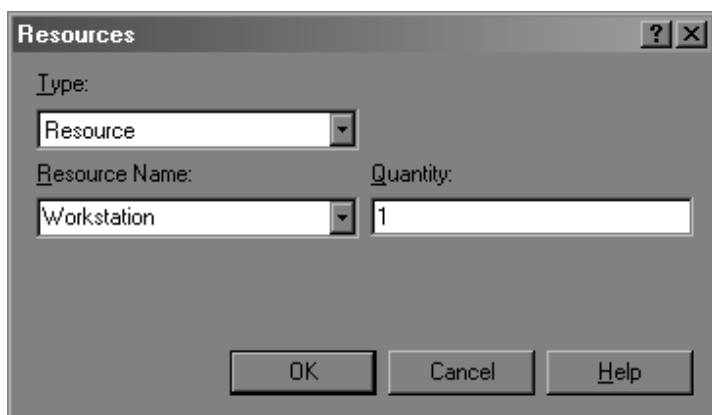 Resources
Type:
Resource
Resource Name: Quantity:
Workstation 1
OK Cancel Help